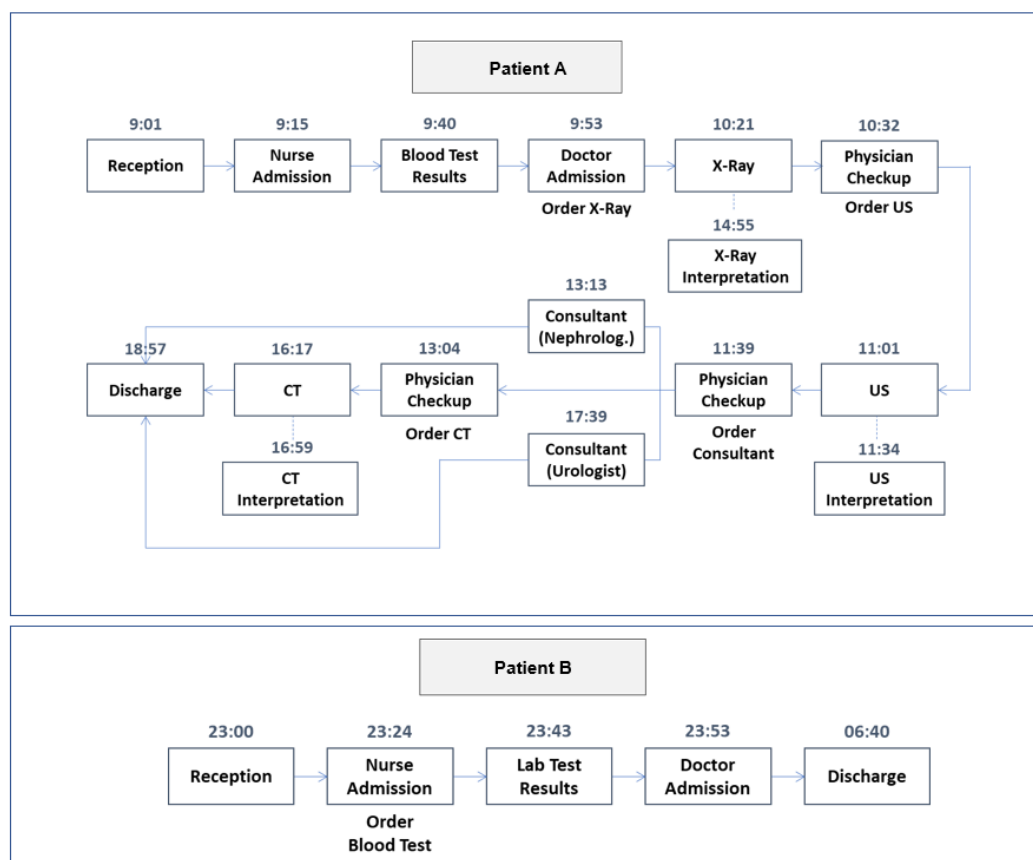 Patient A
9:01
Reception
9:15
Nurse
Admission
9:40
Blood Test
Results
9:53
Doctor
Admission
Order X-Ray
10:21
X-Ray
14:55
X-Ray
Interpretation
10:32
Physician
Checkup
Order US
13:13
Consultant
(Nephrolog.)
18:57
Discharge
16:17
CT
16:59
CT
Interpretation
13:04
Physician
Checkup
Order CT
17:39
Consultant
(Urologist)
11:39
Physician
Checkup
Order
Consultant
11:01
US
11:34
US
Interpretation
Patient B
23:00
Reception
23:24
Nurse
Admission
Order
Blood Test
23:43
Lab Test
Results
23:53
Doctor
Admission
06:40
Discharge